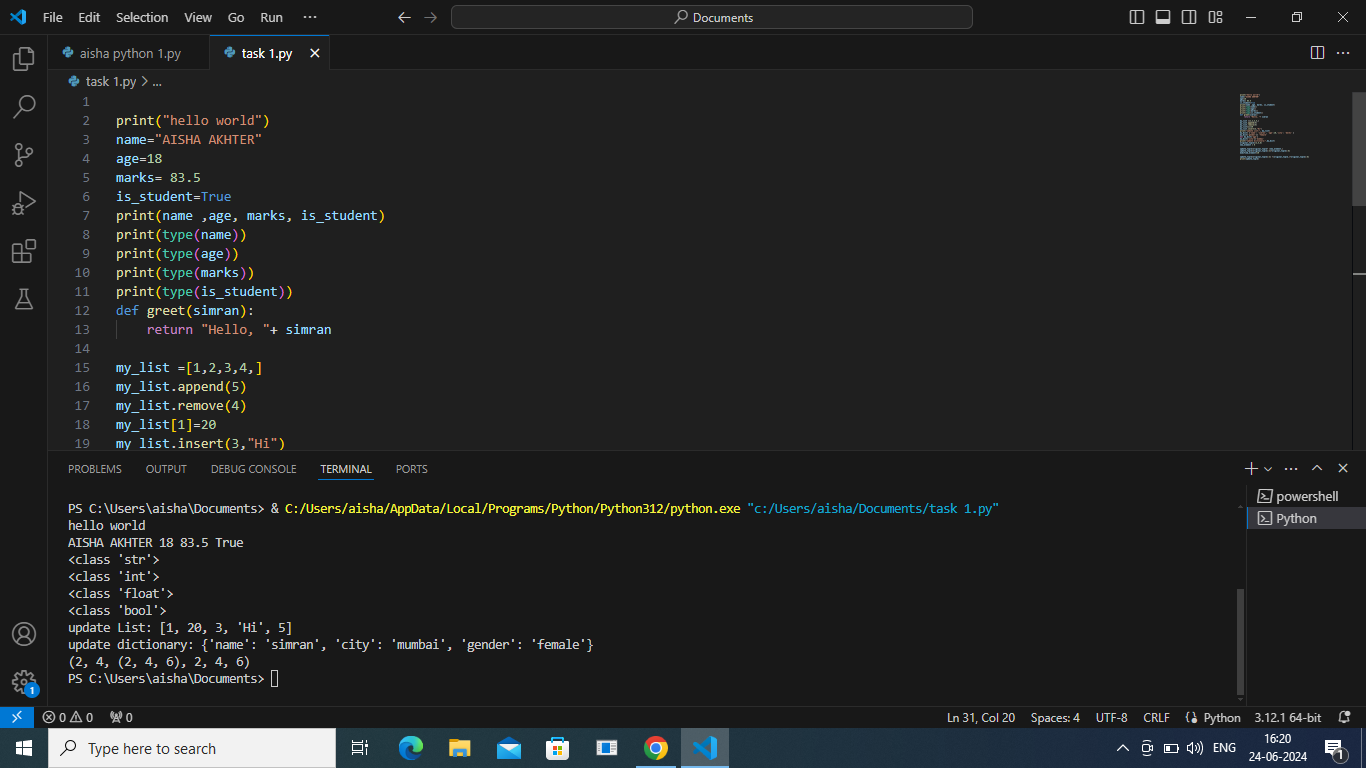 File Edit Selection View Go Run ··· Documents
aisha python 1.py task 1.py
task 1.py > ...
1
2 print("hello world")
3 name="AISHA AKHTER"
4 age=18
5 marks= 83.5
6 is_student=True
7 print(name ,age, marks, is_student)
8 print(type(name))
9 print(type(age))
10 print(type(marks))
11 print(type(is_student))
12 def greet(simran):
13 return "Hello, "+ simran
14
15 my_list =[1,2,3,4,]
16 my_list.append(5)
17 my_list.remove(4)
18 my_list[1]=20
19 my_list.insert(3,"Hi")
PROBLEMS OUTPUT DEBUG CONSOLE TERMINAL PORTS
powershell
Python
PS C:\Users\aisha\Documents> & C:/Users/aisha/AppData/Local/Programs/Python/Python312/python.exe "c:/Users/aisha/Documents/task 1.py"
hello world
AISHA AKHTER 18 83.5 True
<class 'str'>
<class 'int'>
<class 'float'>
<class 'bool'>
update List: [1, 20, 3, 'Hi', 5]
update dictionary: {'name': 'simran', 'city': 'mumbai', 'gender': 'female'}
(2, 4, (2, 4, 6), 2, 4, 6)
PS C:\Users\aisha\Documents>
1
0 0 0 Ln 31, Col 20 Spaces: 4 UTF-8 CRLF Python 3.12.1 64-bit
Type here to search ENG 16:20
24-06-2024 1